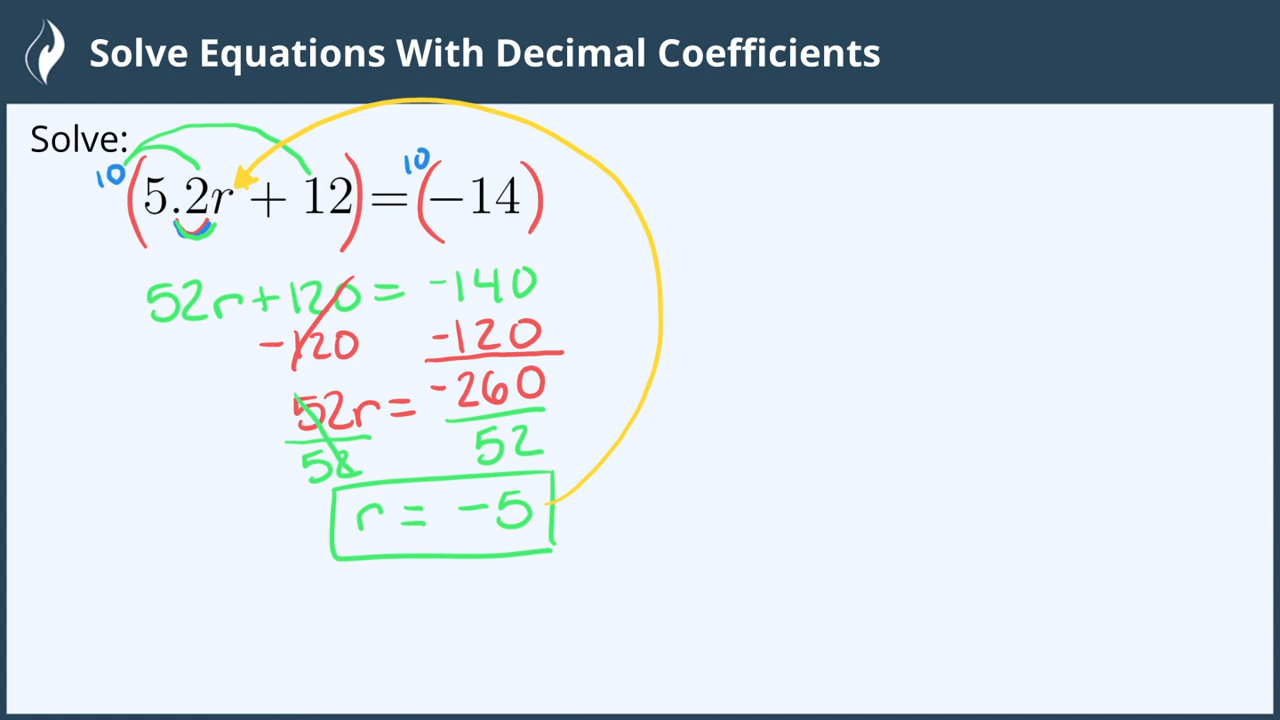 Solve Equations With Decimal Coefficients
Solve:
10(5.2r + 12) = 10(−14)
52r+120 = -140
-120 -120
52r = -260
52 52
r = -5